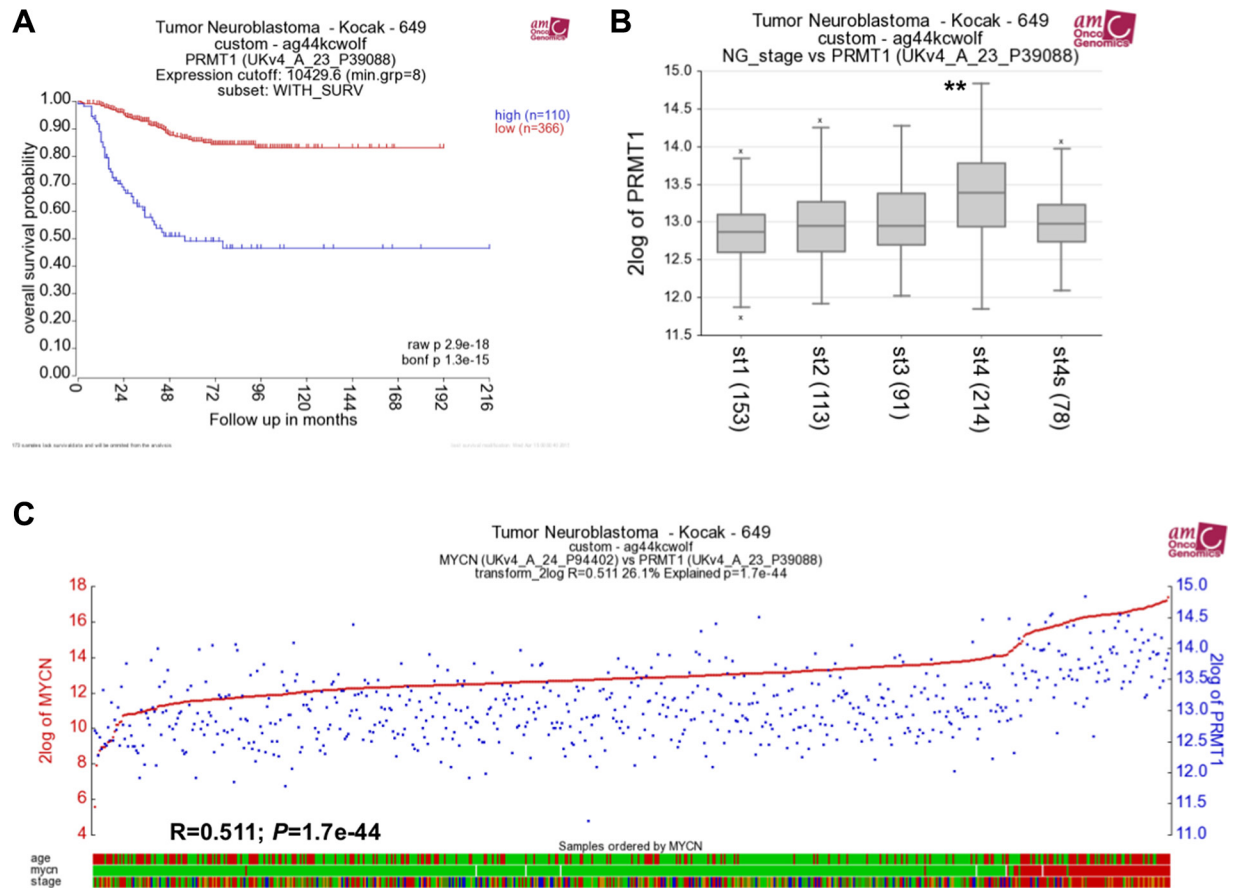 A
Tumor Neuroblastoma - Kocak - 649
custom - ag44kcwolf
PRMT1 (UKv4_A_23_P39088)
Expression cutoff: 10429.6 (min.grp=8)
subset: WITH_SURV
am
Onco
Genomics
high (n=110)
low (n=366)
overall survival probability
1.00
0.90
0.80
0.70
0.60
0.50
0.40
0.30
0.20
0.10
0.00
raw p 2.9e-18
bonf p 1.3e-15
0 24 48 72 96 120 144 168 192 216
Follow up in months
B
Tumor Neuroblastoma - Kocak - 649
custom - ag44kcwolf
NG_stage vs PRMT1 (UKv4_A_23_P39088)
am
Onco
Genomics
2log of PRMT1
15.0
14.5
14.0
13.5
13.0
12.5
12.0
11.5
**
st1 (153) st2 (113) st3 (91) st4 (214) st4s (78)
C
Tumor Neuroblastoma - Kocak - 649
custom - ag44kcwolf
MYCN (UKv4_A_24_P94402) vs PRMT1 (UKv4_A_23_P39088)
transform_2log R=0.511 26.1% Explained p=1.7e-44
am
Onco
Genomics
2log of MYCN
18
16
14
12
10
8
6
4
15.0
14.5
14.0
13.5
13.0
12.5
12.0
11.5
11.0
2log of PRMT1
R=0.511; P=1.7e-44
Samples ordered by MYCN
age
mycn
stage